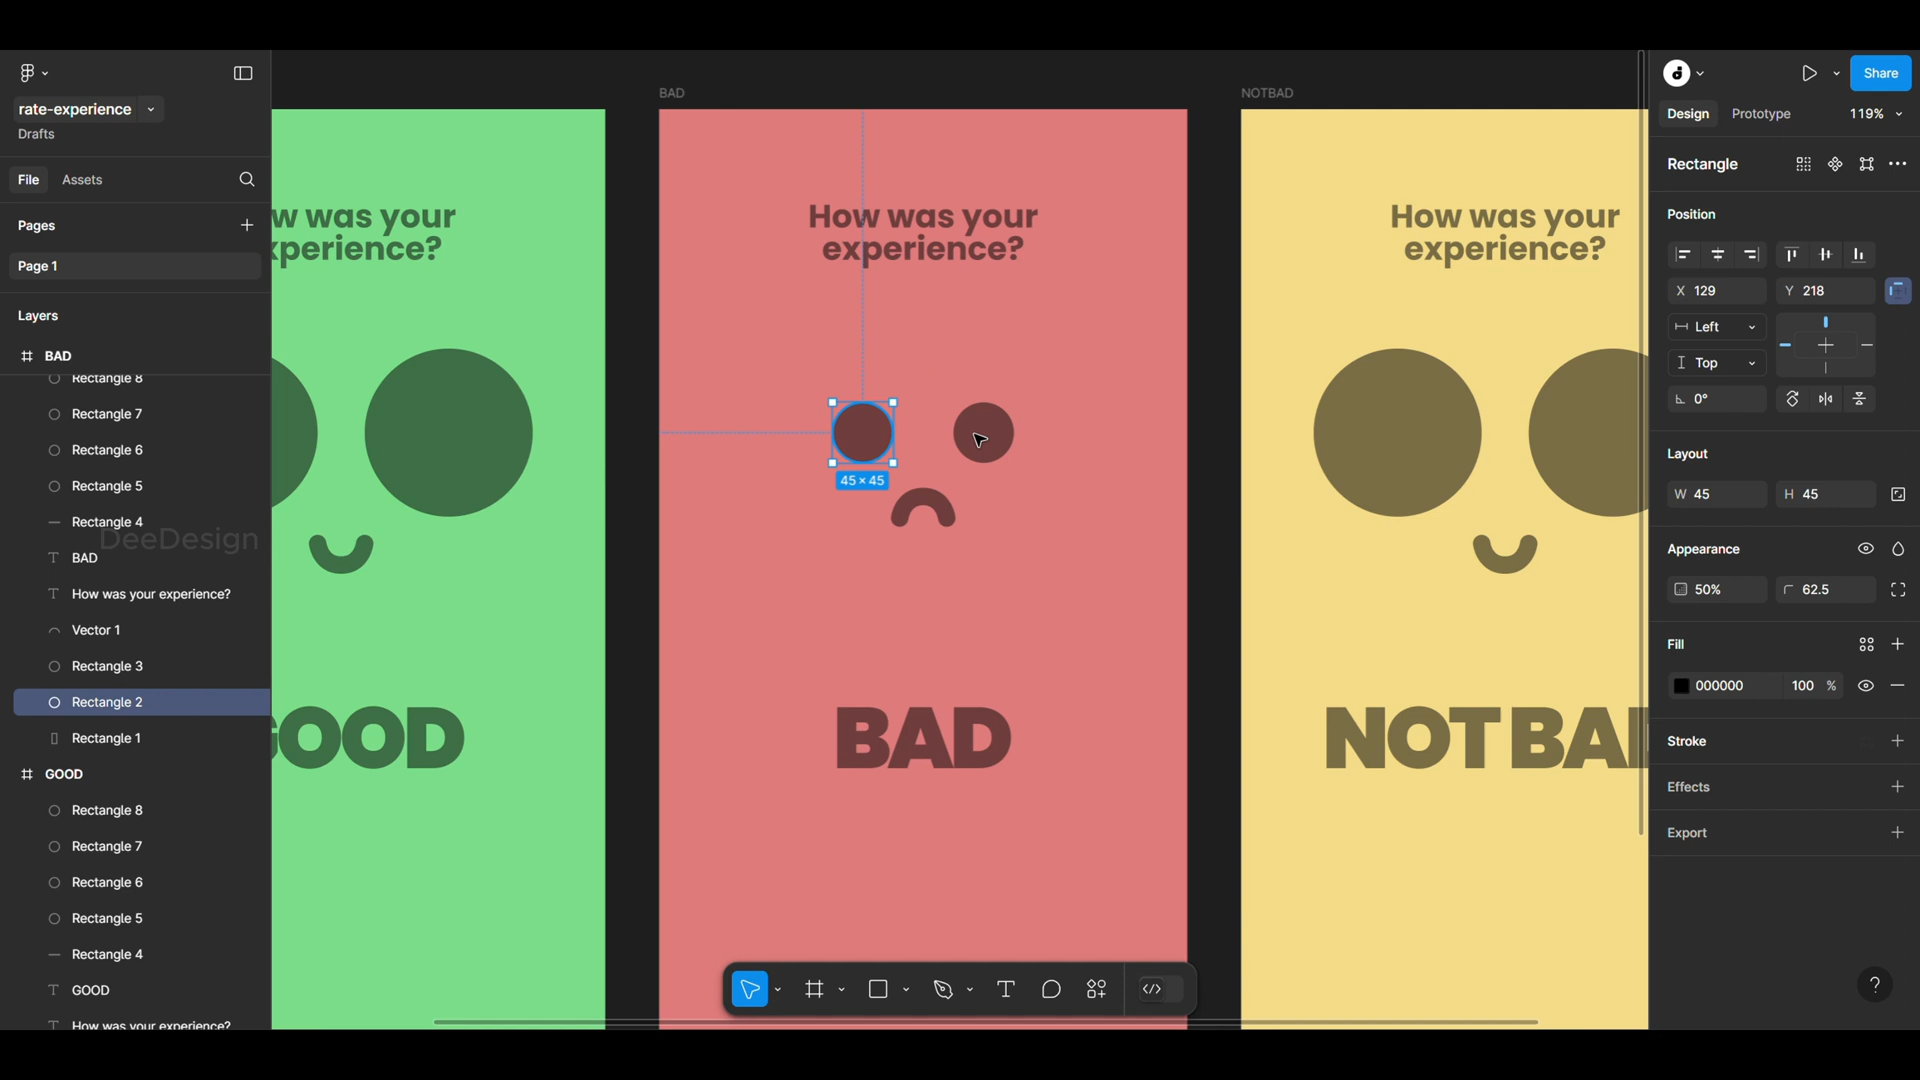 rate-experience
Drafts
File
Assets
Pages
Page 1
Layers
BAD
Rectangle 8
Rectangle 7
Rectangle 6
Rectangle 5
Rectangle 4
BAD
How was your experience?
Vector 1
Rectangle 3
Rectangle 2
Rectangle 1
GOOD
Rectangle 8
Rectangle 7
Rectangle 6
Rectangle 5
Rectangle 4
GOOD
How was your experience?
DeeDesign
w was your
xperience?
GOOD
BAD
How was your
experience?
45 × 45
BAD
NOTBAD
How was your
experience?
NOT BA
Share
Design
Prototype
119%
Rectangle
Position
X 129
Y 218
Left
Top
0°
Layout
W 45
H 45
Appearance
50%
62.5
Fill
000000
100 %
Stroke
Effects
Export
?